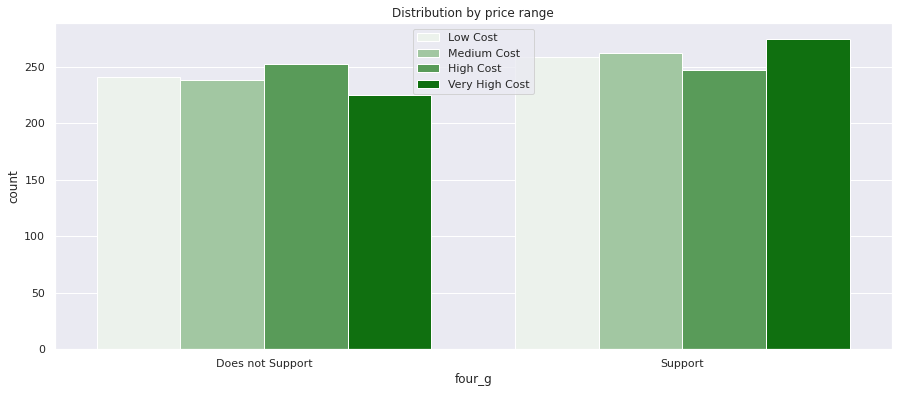 Distribution by price range
Low Cost
Medium Cost
High Cost
Very High Cost
250
200
150
100
50
0
count
Does not Support
Support
four_g